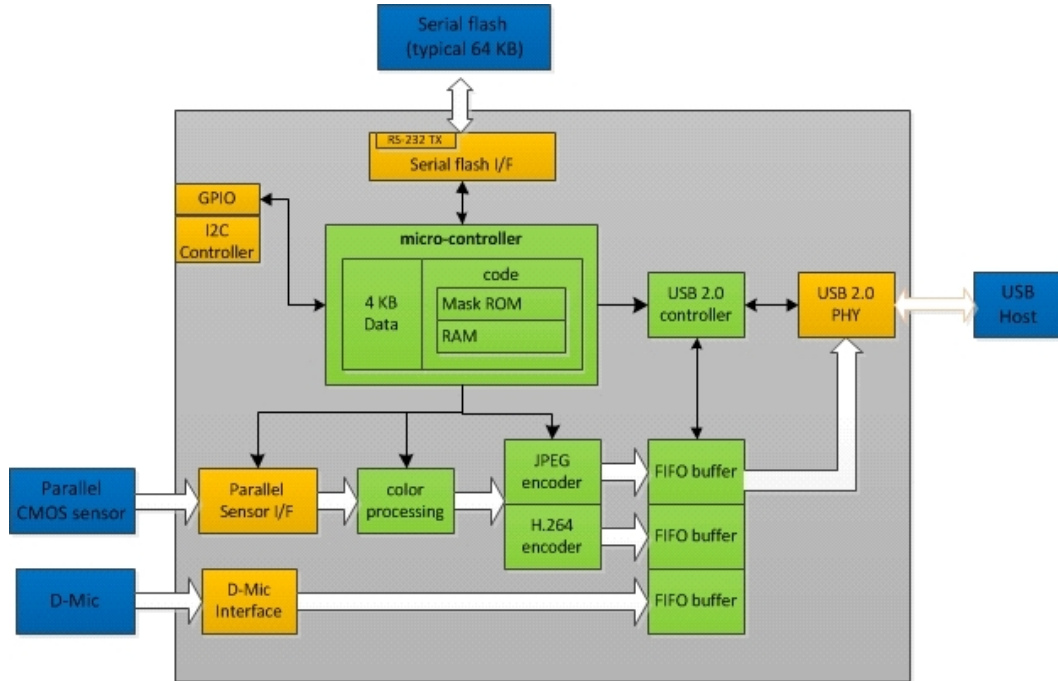 Serial flash
(typical 64 KB)
RS-232 TX
Serial flash I/F
GPIO
I2C
Controller
micro-controller
4 KB
Data
code
Mask ROM
RAM
USB 2.0
controller
USB 2.0
PHY
USB
Host
Parallel
CMOS sensor
Parallel
Sensor I/F
color
processing
JPEG
encoder
H.264
encoder
FIFO buffer
FIFO buffer
FIFO buffer
D-Mic
D-Mic
Interface